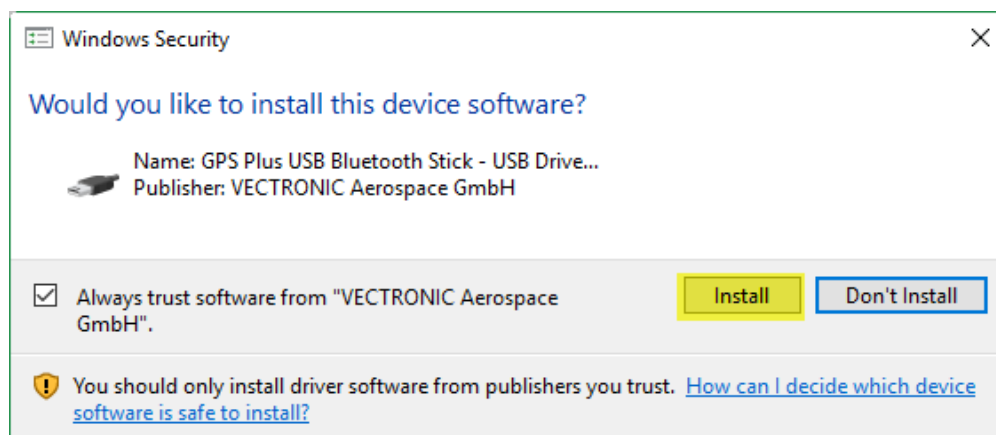 Windows Security
Would you like to install this device software?
Name: GPS Plus USB Bluetooth Stick - USB Drive...
Publisher: VECTRONIC Aerospace GmbH
Always trust software from "VECTRONIC Aerospace
GmbH".
Install
Don't Install
You should only install driver software from publishers you trust. How can I decide which device
software is safe to install?